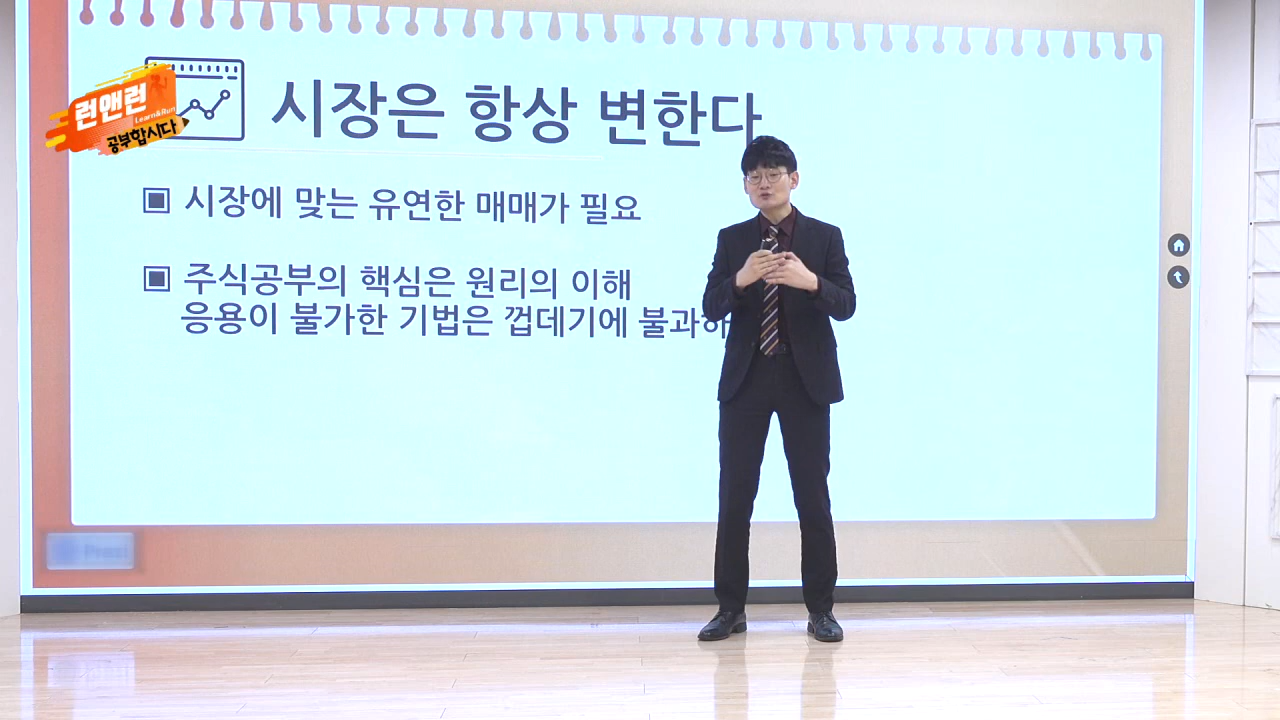 런앤런
Learn&Run
공부합시다
시장은 항상 변한다
▣ 시장에 맞는 유연한 매매가 필요
▣ 주식공부의 핵심은 원리의 이해
응용이 불가한 기법은 껍데기에 불과하
Prezi